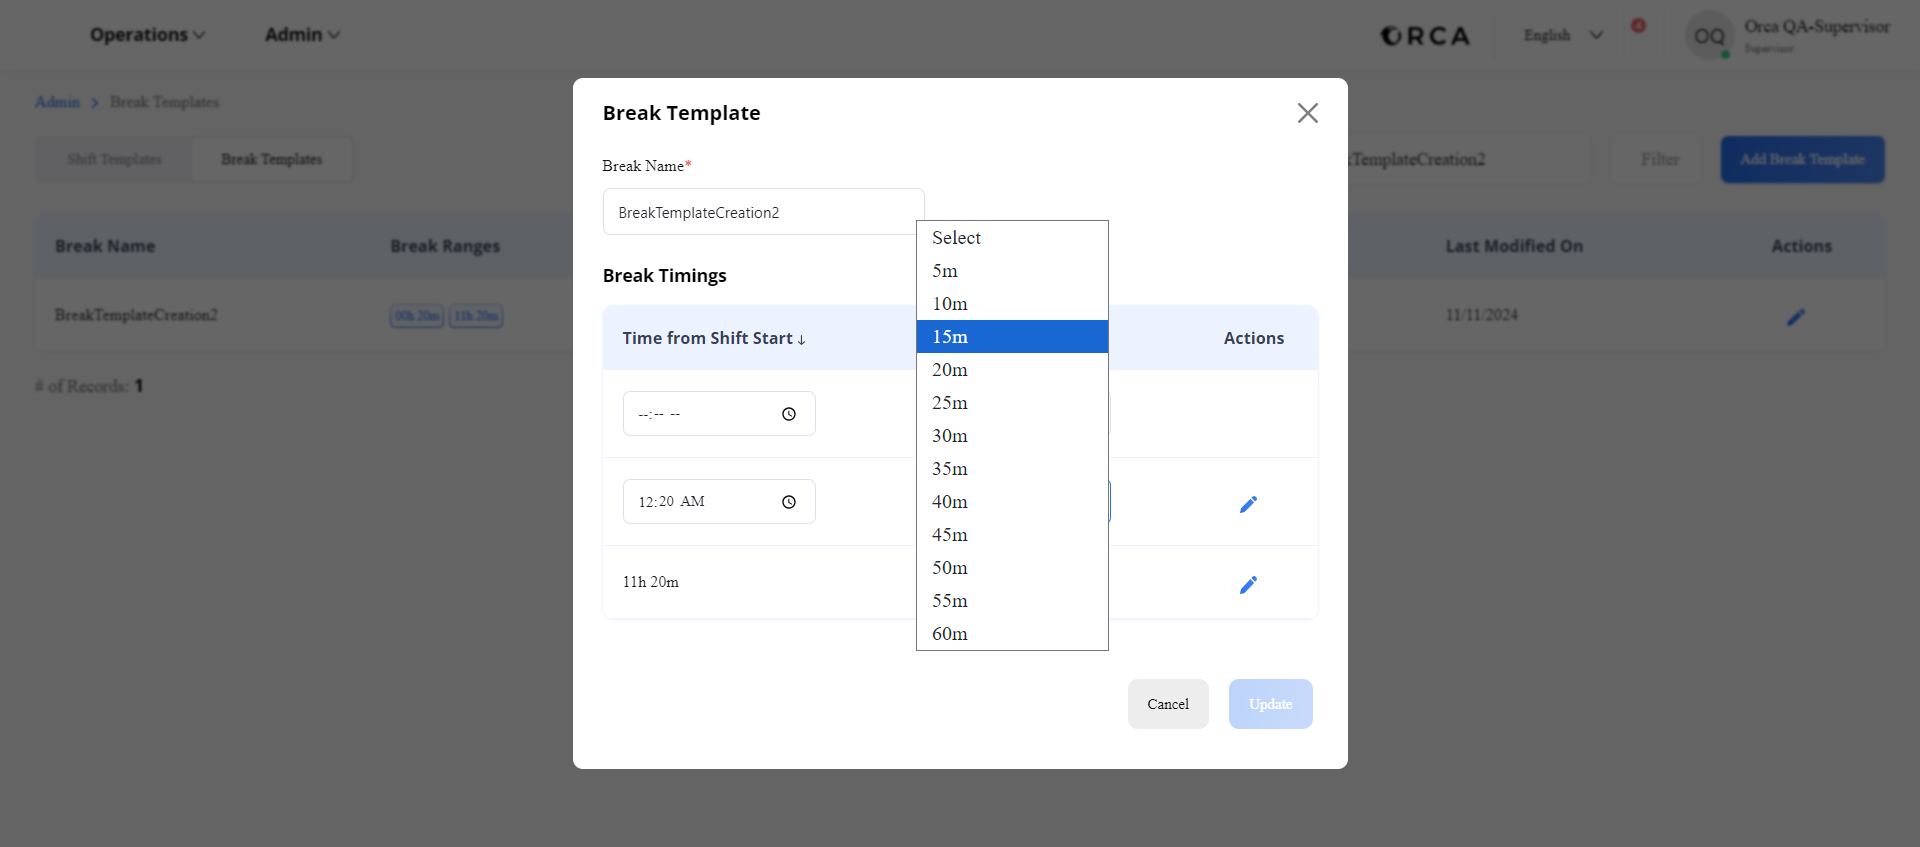 Operations
Admin
ORCA
English
4
OQ
Orca QA-Supervisor
Supervisor
Admin > Break Templates
Shift Templates
Break Templates
TemplateCreation2
Filter
Add Break Template
Break Name
Break Ranges
Last Modified On
Actions
BreakTemplateCreation2
00h 20m
11h 20m
11/11/2024
# of Records: 1
Break Template
Break Name*
BreakTemplateCreation2
Break Timings
Time from Shift Start ↓
Actions
--:-- --
12:20 AM
11h 20m
Select
5m
10m
15m
20m
25m
30m
35m
40m
45m
50m
55m
60m
Cancel
Update